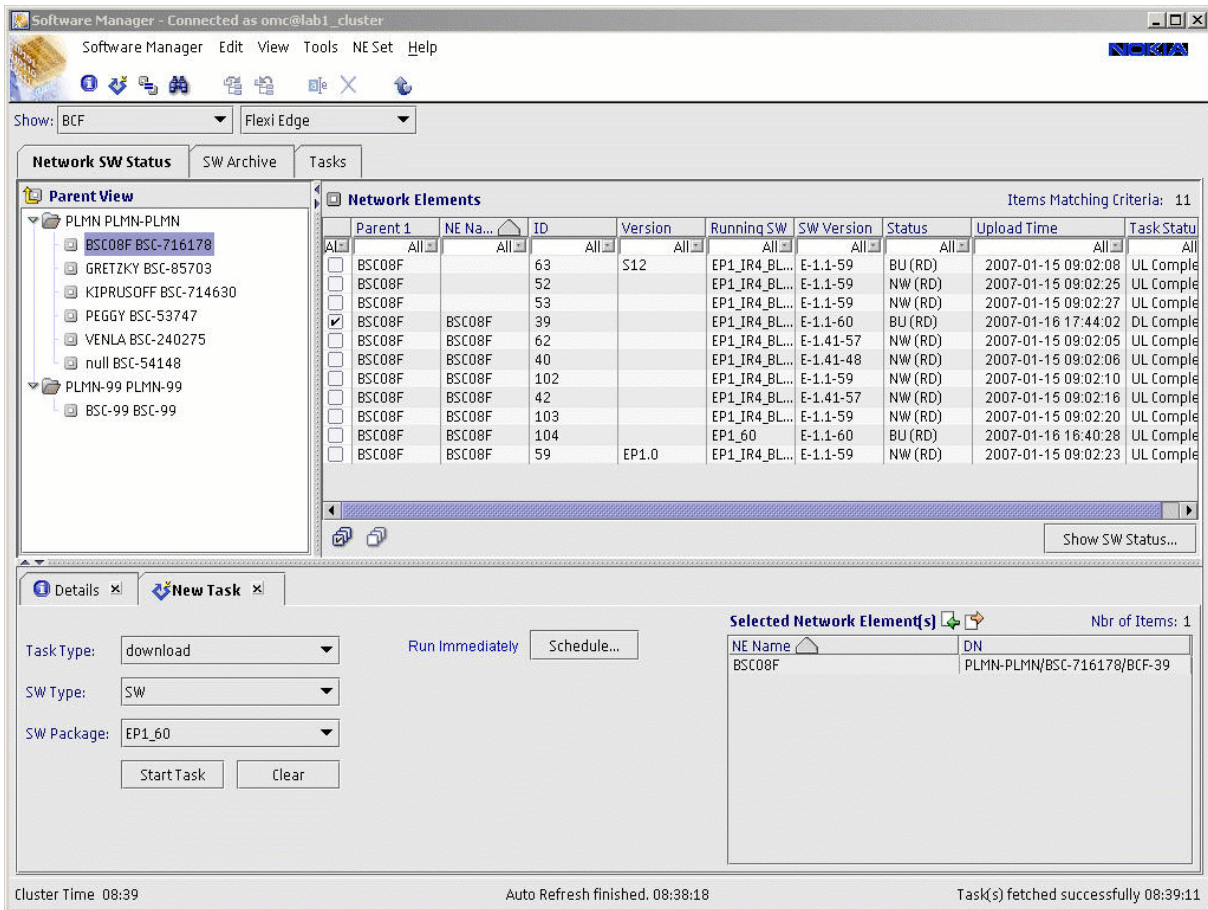 Software Manager - Connected as omc@lab1_cluster
Software Manager Edit View Tools NE Set Help
NOKIA
Show: BCF Flexi Edge
Network SW Status SW Archive Tasks
Parent View
PLMN PLMN-PLMN
BSC08F BSC-716178
GRETZKY BSC-85703
KIPRUSOFF BSC-714630
PEGGY BSC-53747
VENLA BSC-240275
null BSC-54148
PLMN-99 PLMN-99
BSC-99 BSC-99
Network Elements Items Matching Criteria: 11
Parent 1 NE Na... ID Version Running SW SW Version Status Upload Time Task Statu
Al All All All All All All All All All
BSC08F 63 S12 EP1_IR4_BL... E-1.1-59 BU (RD) 2007-01-15 09:02:08 UL Comple
BSC08F 52 EP1_IR4_BL... E-1.1-59 NW (RD) 2007-01-15 09:02:25 UL Comple
BSC08F 53 EP1_IR4_BL... E-1.1-59 NW (RD) 2007-01-15 09:02:27 UL Comple
BSC08F BSC08F 39 EP1_IR4_BL... E-1.1-60 BU (RD) 2007-01-16 17:44:02 DL Comple
BSC08F BSC08F 62 EP1_IR4_BL... E-1.41-57 NW (RD) 2007-01-15 09:02:05 UL Comple
BSC08F BSC08F 40 EP1_IR4_BL... E-1.41-48 NW (RD) 2007-01-15 09:02:06 UL Comple
BSC08F BSC08F 102 EP1_IR4_BL... E-1.1-59 NW (RD) 2007-01-15 09:02:10 UL Comple
BSC08F BSC08F 42 EP1_IR4_BL... E-1.41-57 NW (RD) 2007-01-15 09:02:16 UL Comple
BSC08F BSC08F 103 EP1_IR4_BL... E-1.1-59 NW (RD) 2007-01-15 09:02:20 UL Comple
BSC08F BSC08F 104 EP1_60 E-1.1-60 BU (RD) 2007-01-16 16:40:28 UL Comple
BSC08F BSC08F 59 EP1.0 EP1_IR4_BL... E-1.1-59 NW (RD) 2007-01-15 09:02:23 UL Comple
Show SW Status...
Details New Task
Task Type: download
Run Immediately Schedule...
SW Type: SW
SW Package: EP1_60
Start Task Clear
Selected Network Element(s) Nbr of Items: 1
NE Name DN
BSC08F PLMN-PLMN/BSC-716178/BCF-39
Cluster Time 08:39 Auto Refresh finished. 08:38:18 Task(s) fetched successfully 08:39:11